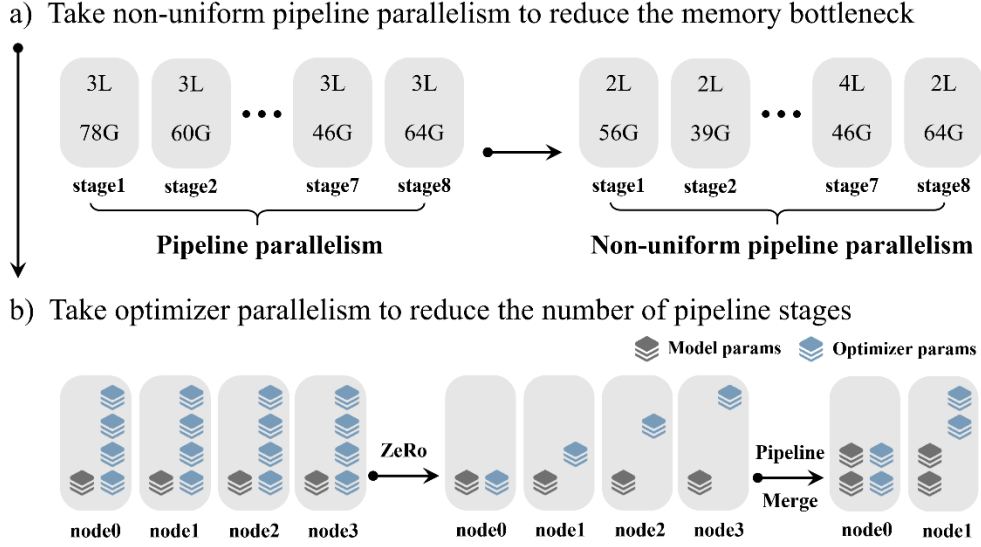 a) Take non-uniform pipeline parallelism to reduce the memory bottleneck
3L 3L ••• 3L 3L
78G 60G 46G 64G
stage1 stage2 stage7 stage8
Pipeline parallelism
2L 2L ••• 4L 2L
56G 39G 46G 64G
stage1 stage2 stage7 stage8
Non-uniform pipeline parallelism
b) Take optimizer parallelism to reduce the number of pipeline stages
Model params Optimizer params
node0 node1 node2 node3
ZeRo
node0 node1 node2 node3
Pipeline
Merge
node0 node1